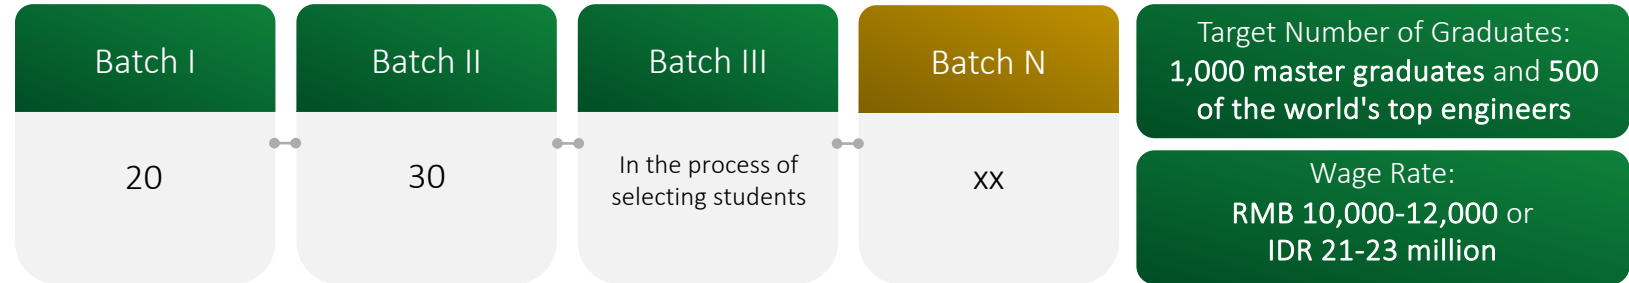 Batch I
20
Batch II
30
Batch III
In the process of
selecting students
Batch N
xx
Target Number of Graduates:
1,000 master graduates and 500
of the world's top engineers
Wage Rate:
RMB 10,000-12,000 or
IDR 21-23 million